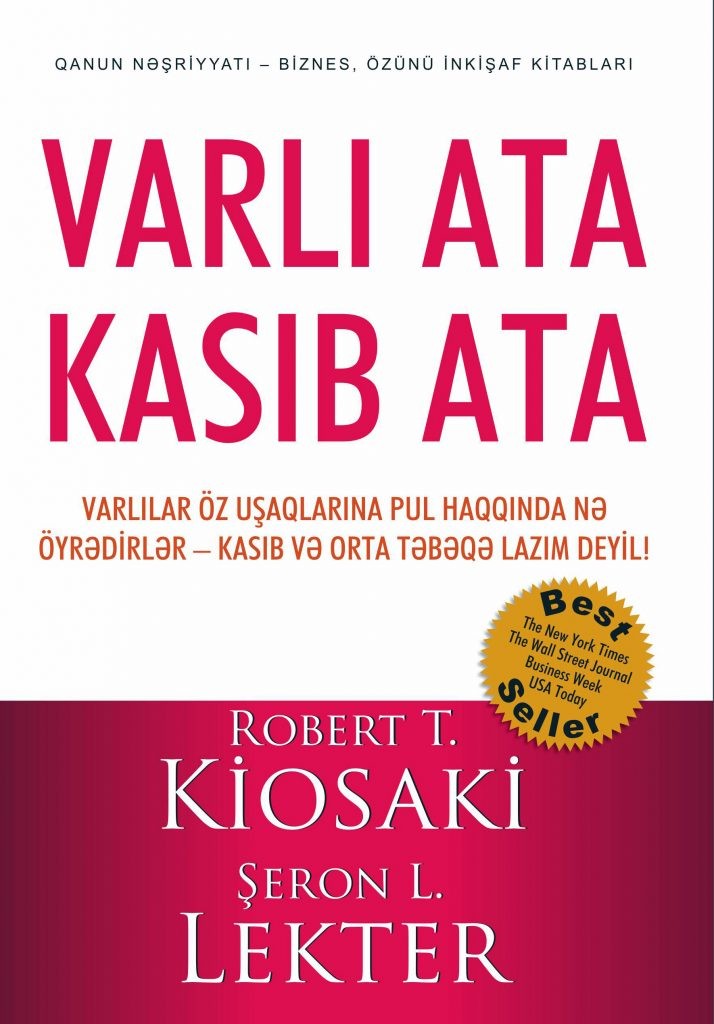 QANUN NƏŞRİYYATI – BİZNES, ÖZÜNÜ İNKİŞAF KİTABLARI
VARLI ATA
KASIB ATA
VARLILAR ÖZ UŞAQLARINA PUL HAQQINDA NƏ
ÖYRƏDİRLƏR – KASIB VƏ ORTA TƏBƏQƏ LAZIM DEYİL!
Best
The New York Times
The Wall Street Journal
Business Week
USA Today
Seller
ROBERT T.
KİOSAKİ
ŞERON L.
LEKTER